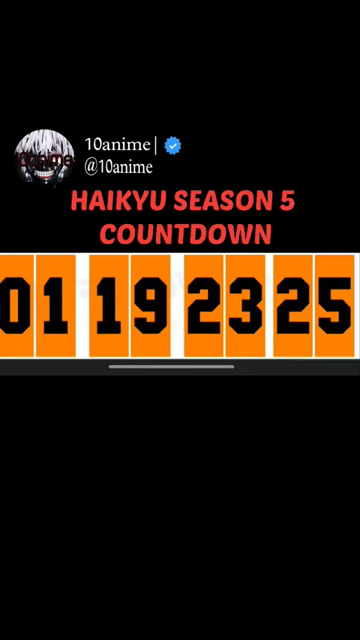 10anime|
@10anime
HAIKYU SEASON 5
COUNTDOWN
01 19 23 25